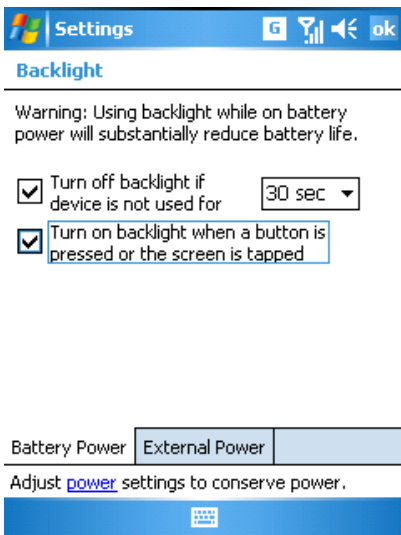 Settings G ok
Backlight
Warning: Using backlight while on battery
power will substantially reduce battery life.
Turn off backlight if
device is not used for 30 sec
Turn on backlight when a button is
pressed or the screen is tapped
Battery Power External Power
Adjust power settings to conserve power.